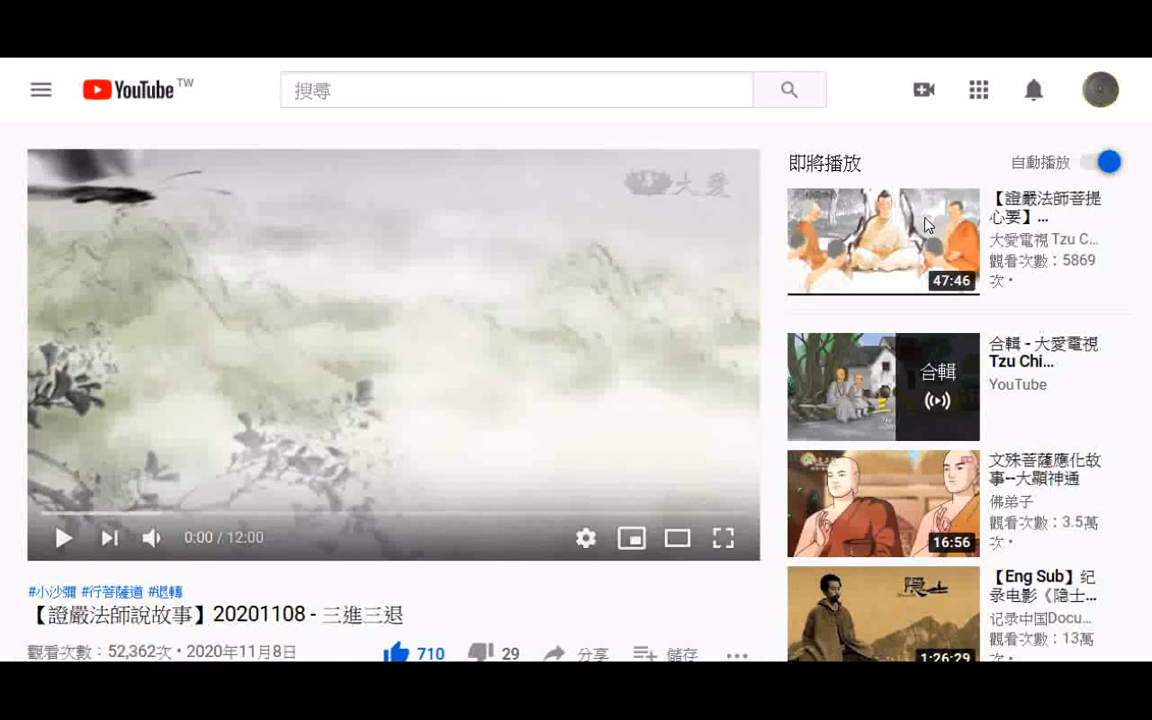 YouTube TW
搜尋
大愛
0:00 / 12:00
#小沙彌 #行菩薩道 #退轉
【證嚴法師說故事】20201108 - 三進三退
觀看次數：52,362次 • 2020年11月8日
710
29
分享
儲存
即將播放
自動播放
47:46
【證嚴法師菩提
心要】...
大愛電視 Tzu C...
觀看次數：5869
次 •
合輯
合輯 - 大愛電視
Tzu Chi...
YouTube
16:56
文殊菩薩應化故
事--大顯神通
佛弟子
觀看次數：3.5萬
次 •
隱士
1:26:29
【Eng Sub】纪
录电影《隐士...
记录中国Docu...
觀看次數：13萬
次 •